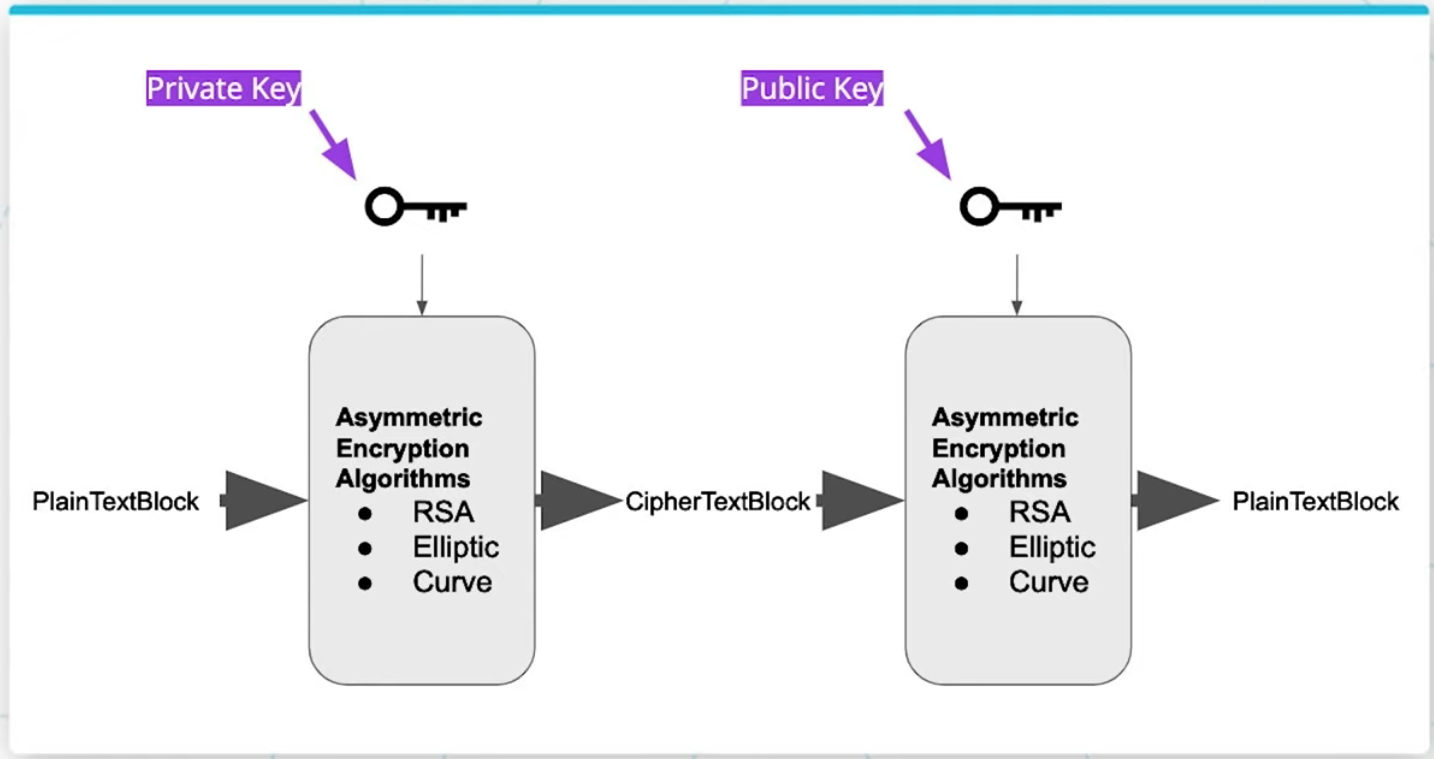 Private Key
Public Key
Asymmetric
Encryption
Algorithms
● RSA
● Elliptic
● Curve
Asymmetric
Encryption
Algorithms
● RSA
● Elliptic
● Curve
PlainTextBlock
CipherTextBlock
PlainTextBlock